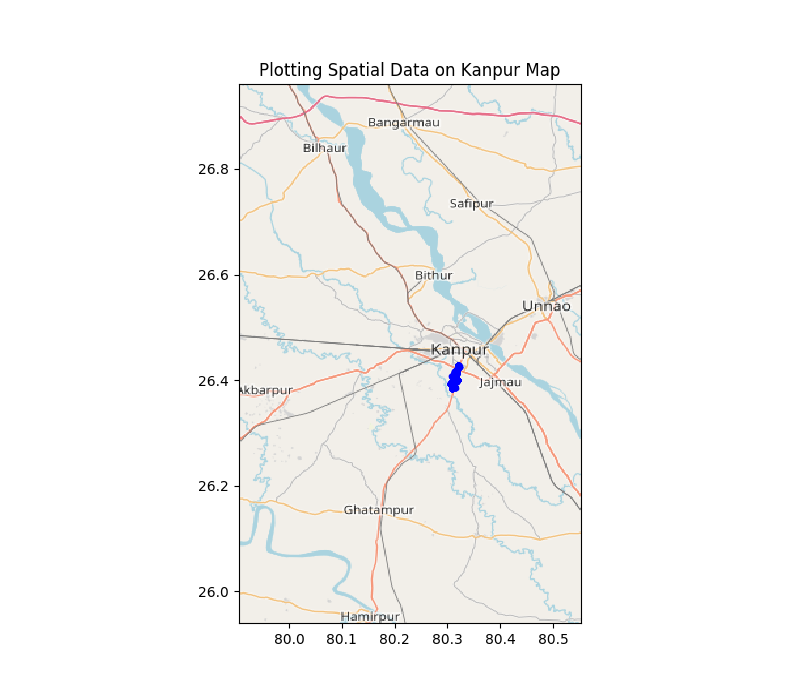 Plotting Spatial Data on Kanpur Map
Bangarmau
Bilhaur
26.8
Safipur
Bithur
26.6
Unnao
Kanpur
26.4
Jajmau
Akbarpur
26.2
Ghatampur
26.0
Hamirpur
80.0 80.1 80.2 80.3 80.4 80.5